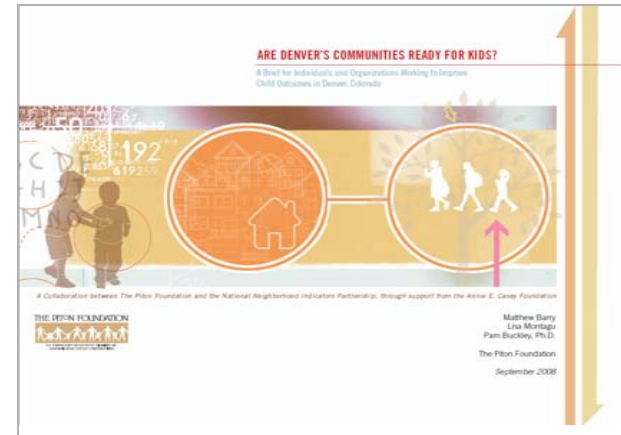 ARE DENVER'S COMMUNITIES READY FOR KIDS?
A Brief for Individuals and Organizations Working to Improve
Child Outcomes in Denver, Colorado
50
192
619259
C D E
H I
M N O
A Collaboration between The Piton Foundation and the National Neighborhood Indicators Partnership, through support from the Annie E. Casey Foundation
THE PITON FOUNDATION
Matthew Barry
Lisa Montagu
Pam Buckley, Ph.D.
The Piton Foundation
September 2008